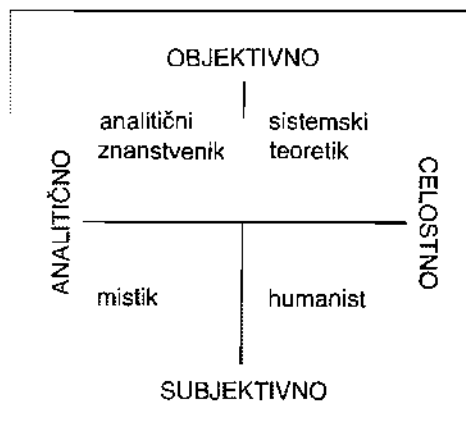 OBJEKTIVNO
analitični
znanstvenik
sistemski
teoretik
ANALITIČNO
CELOSTNO
mistik
humanist
SUBJEKTIVNO